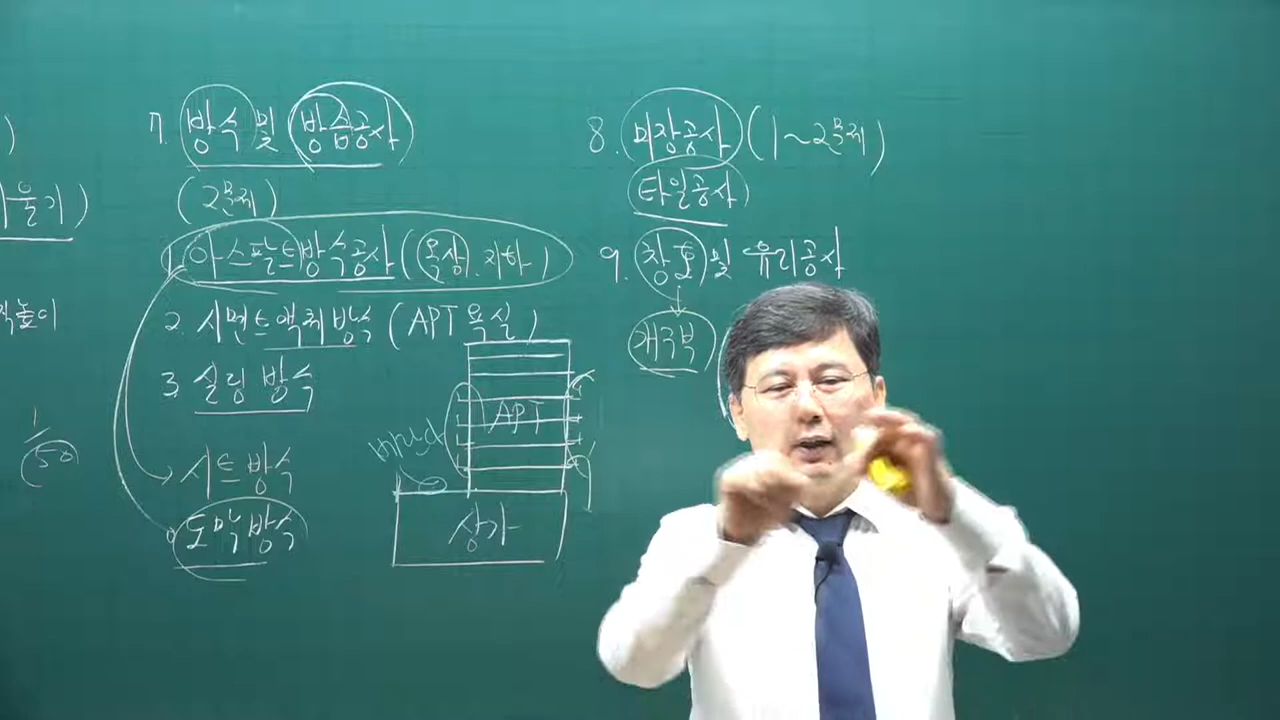 7. 방수 및 방습공사
(2문제)
1. 아스팔트방수공사 (옥상. 지하)
2. 시멘트액체방수 (APT 욕실)
3. 실링 방수
시트 방수
도막방수
APT
상가
1/50
8. 미장공사 (1~2문제)
타일공사
9. 창호 및 유리공사
개구부